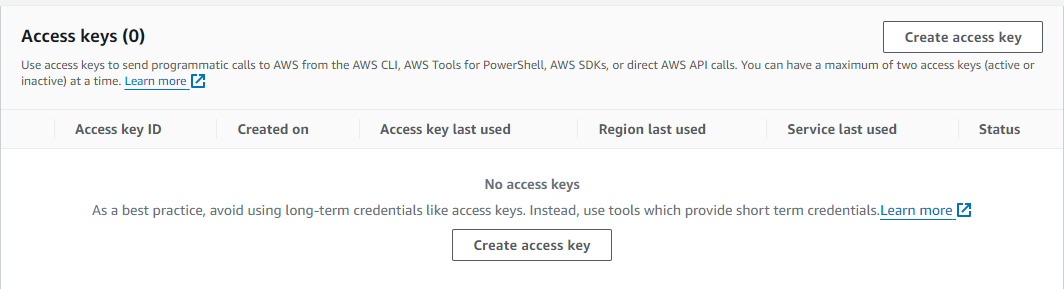 Access keys (0)
Create access key
Use access keys to send programmatic calls to AWS from the AWS CLI, AWS Tools for PowerShell, AWS SDKs, or direct AWS API calls. You can have a maximum of two access keys (active or
inactive) at a time. Learn more
Access key ID
Created on
Access key last used
Region last used
Service last used
Status
No access keys
As a best practice, avoid using long-term credentials like access keys. Instead, use tools which provide short term credentials.Learn more
Create access key